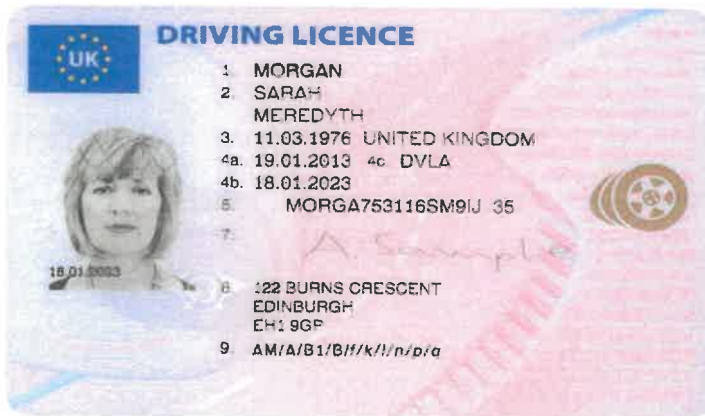 UK
DRIVING LICENCE
1. MORGAN
2. SARAH
MEREDYTH
3. 11.03.1976 UNITED KINGDOM
4a. 19.01.2013 4c. DVLA
4b. 18.01.2023
5. MORGA753116SM9IJ 35
7. A. Sample
18.01.2023
8. 122 BURNS CRESCENT
EDINBURGH
EH1 9GP
9. AM/A/B1/B/f/k/l/n/p/q